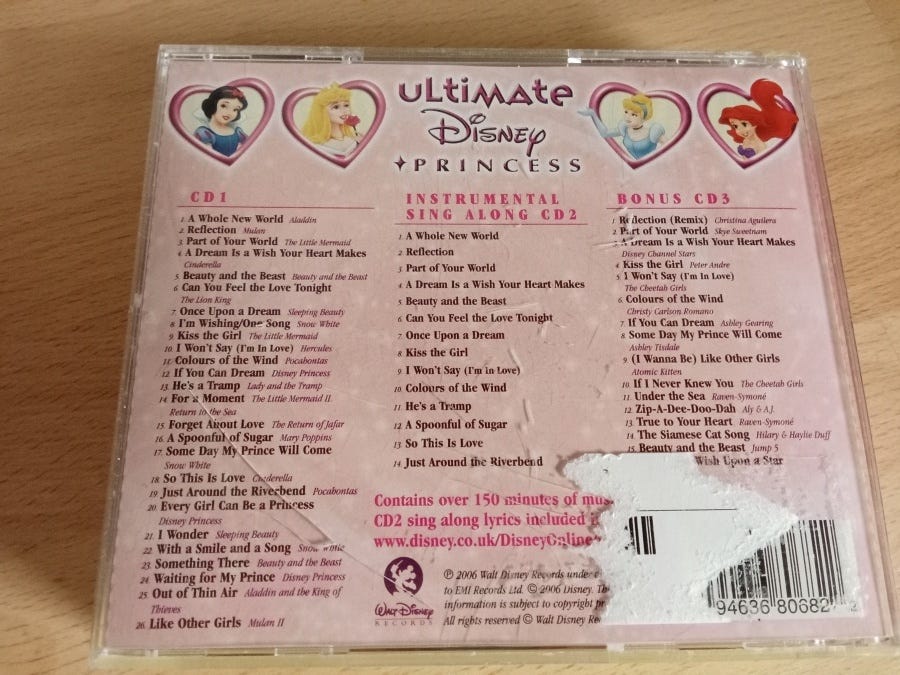 ULTIMATE
Disney
PRINCESS
CD1
1. A Whole New World Aladdin
2. Reflection Mulan
3. Part of Your World The Little Mermaid
4. A Dream Is a Wish Your Heart Makes
Cinderella
5. Beauty and the Beast Beauty and the Beast
6. Can You Feel the Love Tonight
The Lion King
7. Once Upon a Dream Sleeping Beauty
8. I'm Wishing/One Song Snow White
9. Kiss the Girl The Little Mermaid
10. I Won't Say (I'm In Love) Hercules
11. Colours of the Wind Pocahontas
12. If You Can Dream Disney Princess
13. He's a Tramp Lady and the Tramp
14. For a Moment The Little Mermaid II
Return to the Sea
15. Forget About Love The Return of Jafar
16. A Spoonful of Sugar Mary Poppins
17. Some Day My Prince Will Come
Snow White
18. So This Is Love Cinderella
19. Just Around the Riverbend Pocahontas
20. Every Girl Can Be a Princess
Disney Princess
21. I Wonder Sleeping Beauty
22. With a Smile and a Song Snow White
23. Something There Beauty and the Beast
24. Waiting for My Prince Disney Princess
25. Out of Thin Air Aladdin and the King of
Thieves
26. Like Other Girls Mulan II
INSTRUMENTAL
SING ALONG CD2
1. A Whole New World
2. Reflection
3. Part of Your World
4. A Dream Is a Wish Your Heart Makes
5. Beauty and the Beast
6. Can You Feel the Love Tonight
7. Once Upon a Dream
8. Kiss the Girl
9. I Won't Say (I'm in Love)
10. Colours of the Wind
11. He's a Tramp
12. A Spoonful of Sugar
13. So This Is Love
14. Just Around the Riverbend
BONUS CD3
1. Reflection (Remix) Christina Aguilera
2. Part of Your World Skye Sweetnam
3. A Dream Is a Wish Your Heart Makes
Disney Channel Stars
4. Kiss the Girl Peter Andre
5. I Won't Say (I'm In Love)
The Cheetah Girls
6. Colours of the Wind
Christy Carlson Romano
7. If You Can Dream Ashley Gearing
8. Some Day My Prince Will Come
Ashley Tisdale
9. (I Wanna Be) Like Other Girls
Atomic Kitten
10. If I Never Knew You The Cheetah Girls
11. Under the Sea Raven-Symoné
12. Zip-A-Dee-Doo-Dah Aly & AJ.
13. True to Your Heart Raven-Symoné
14. The Siamese Cat Song Hilary & Haylie Duff
15. Beauty and the Beast Jump 5
Wish Upon a Star
Contains over 150 minutes of
CD2 sing along lyrics included
www.disney.co.uk/DisneyOnline
WALT DISNEY
RECORDS
℗ 2006 Walt Disney Records under
to EMI Records Ltd. © 2006 Disney.
information is subject to copyright
All rights reserved © Walt Disney
94636 80682 2